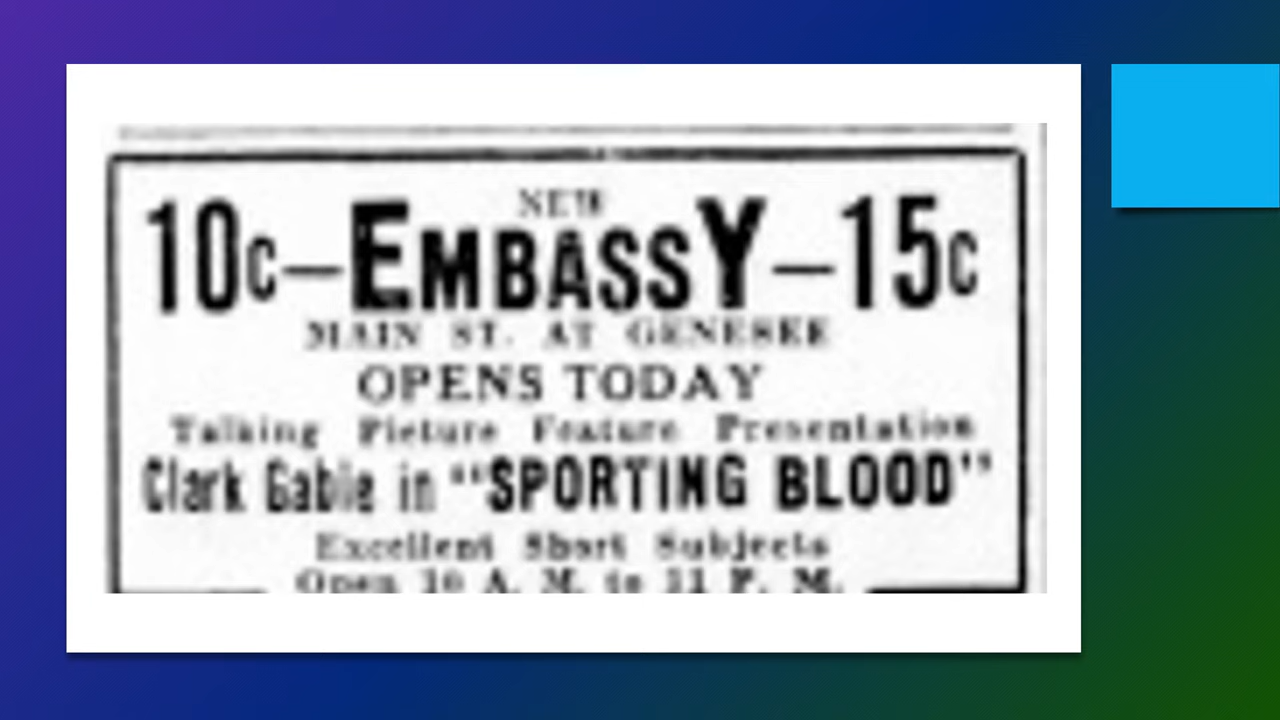 NEW
10c—EMBASSY—15c
MAIN ST. AT GENESEE
OPENS TODAY
Talking Picture Feature Presentation
Clark Gable in "SPORTING BLOOD"
Excellent Short Subjects
Open 10 A. M. to 11 P. M.